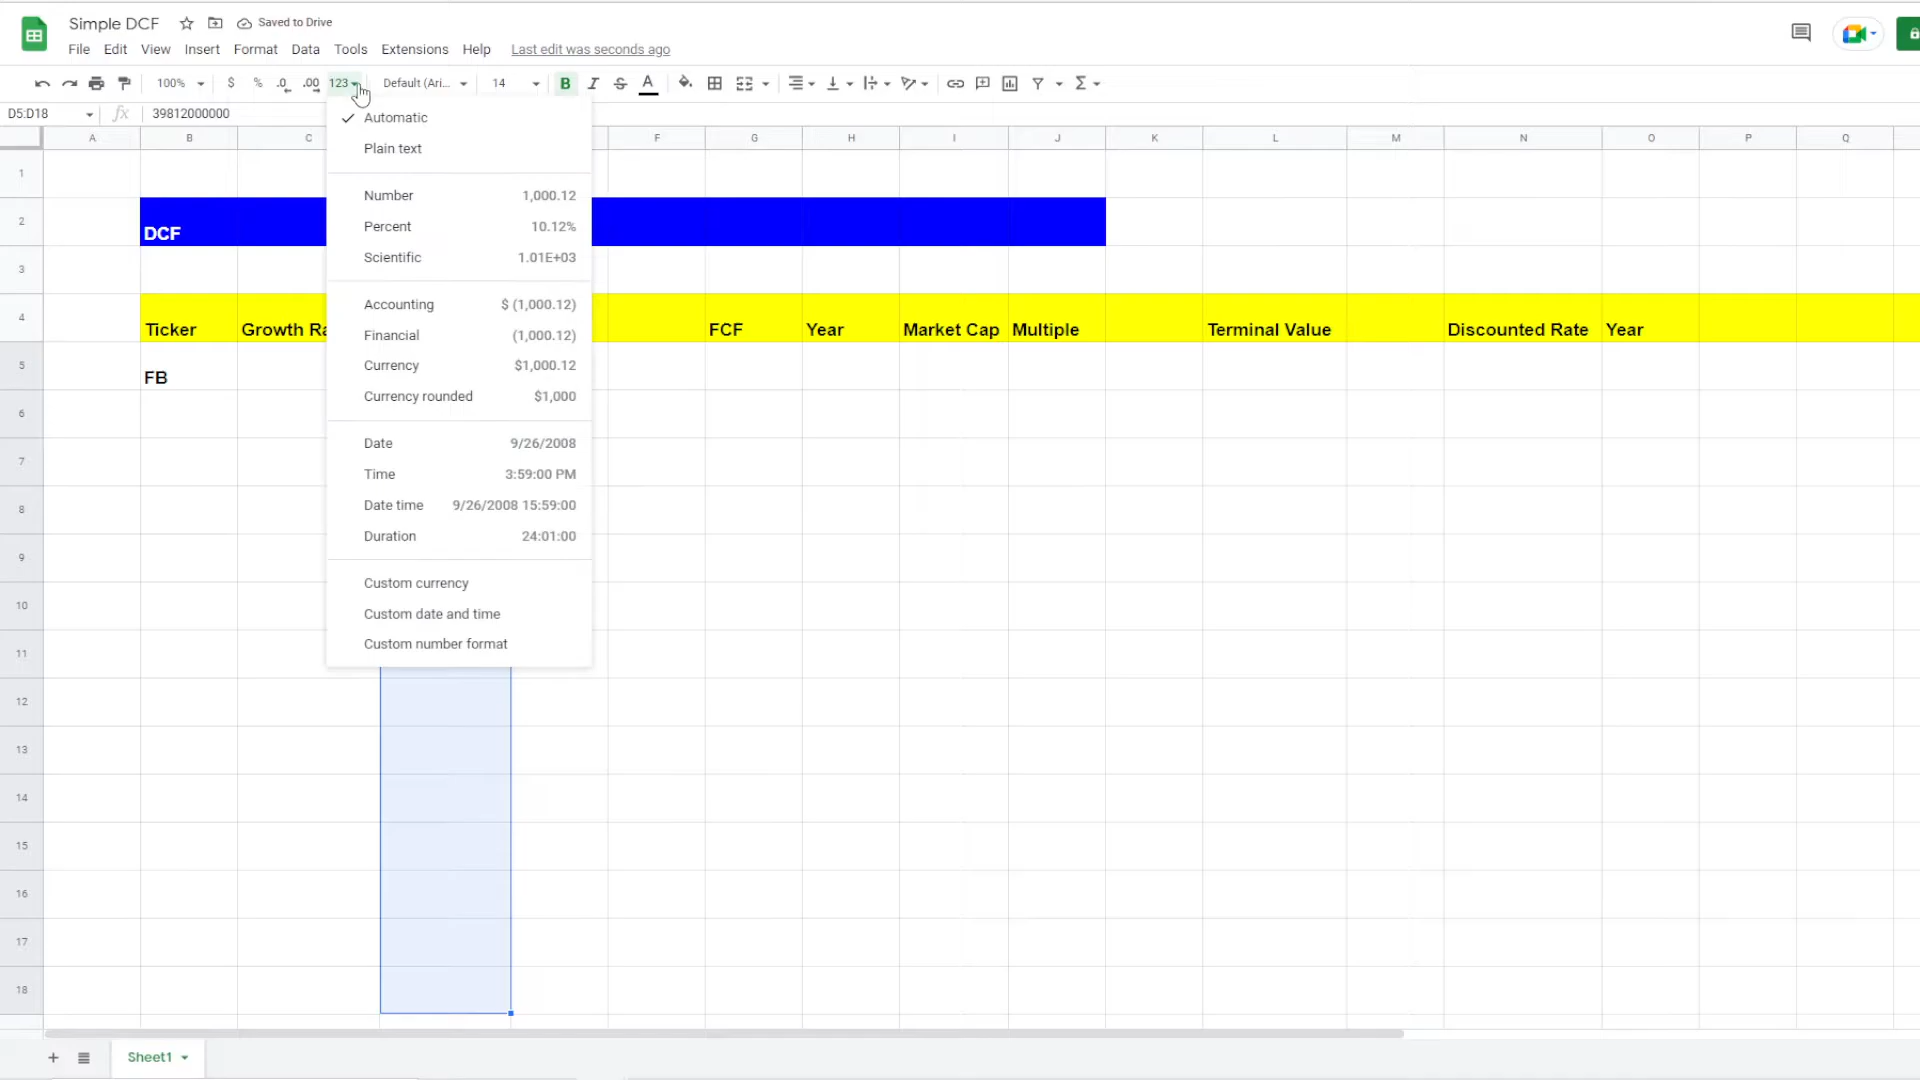 Simple DCF Saved to Drive
File Edit View Insert Format Data Tools Extensions Help Last edit was seconds ago
100% $ % .0 .00 123 Default (Ari... 14 B I S A Σ
D5:D18 fx 39812000000
A B C F G H I J K L M N O P Q
Automatic
Plain text
Number 1,000.12
Percent 10.12%
Scientific 1.01E+03
Accounting $ (1,000.12)
Financial (1,000.12)
Currency $1,000.12
Currency rounded $1,000
Date 9/26/2008
Time 3:59:00 PM
Date time 9/26/2008 15:59:00
Duration 24:01:00
Custom currency
Custom date and time
Custom number format
1
2 DCF
3
4 Ticker Growth Ra FCF Year Market Cap Multiple Terminal Value Discounted Rate Year
5 FB
6
7
8
9
10
11
12
13
14
15
16
17
18
+ Sheet1